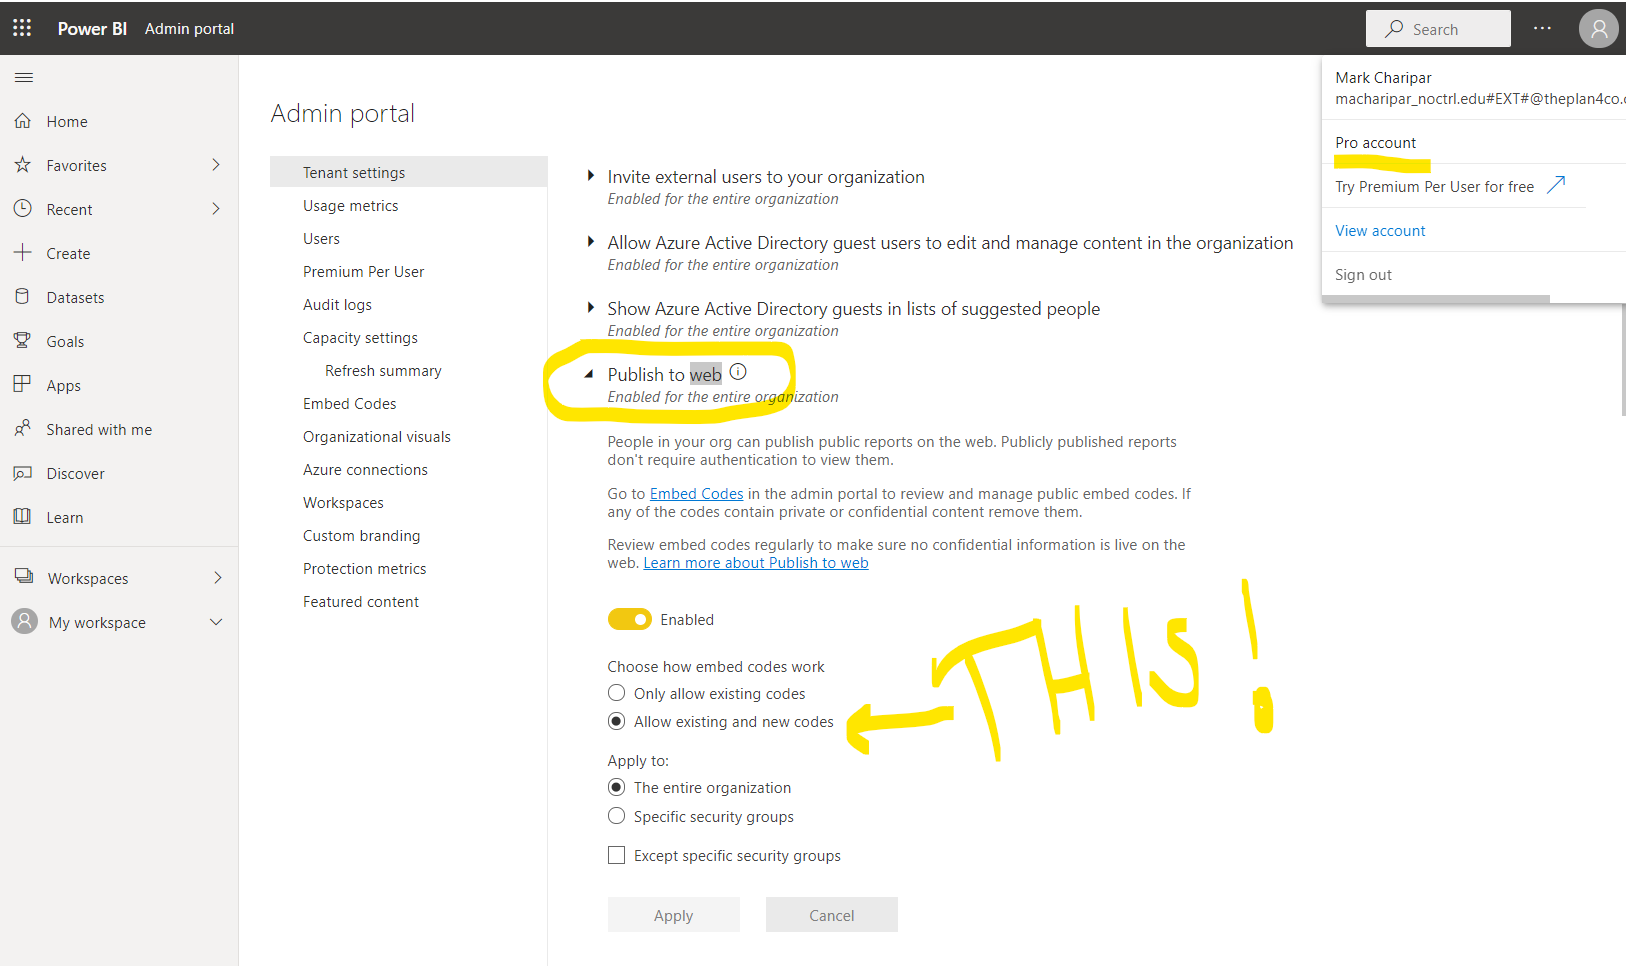 Power BI Admin portal
Search
Mark Charipar
macharipar_noctrl.edu#EXT#@theplan4co.
Pro account
Try Premium Per User for free
View account
Sign out
Home
Favorites
Recent
Create
Datasets
Goals
Apps
Shared with me
Discover
Learn
Workspaces
My workspace
Admin portal
Tenant settings
Usage metrics
Users
Premium Per User
Audit logs
Capacity settings
Refresh summary
Embed Codes
Organizational visuals
Azure connections
Workspaces
Custom branding
Protection metrics
Featured content
Invite external users to your organization
Enabled for the entire organization
Allow Azure Active Directory guest users to edit and manage content in the organization
Enabled for the entire organization
Show Azure Active Directory guests in lists of suggested people
Enabled for the entire organization
Publish to web
Enabled for the entire organization
People in your org can publish public reports on the web. Publicly published reports
don't require authentication to view them.
Go to Embed Codes in the admin portal to review and manage public embed codes. If
any of the codes contain private or confidential content remove them.
Review embed codes regularly to make sure no confidential information is live on the
web. Learn more about Publish to web
Enabled
Choose how embed codes work
Only allow existing codes
Allow existing and new codes
THIS!
Apply to:
The entire organization
Specific security groups
Except specific security groups
Apply
Cancel